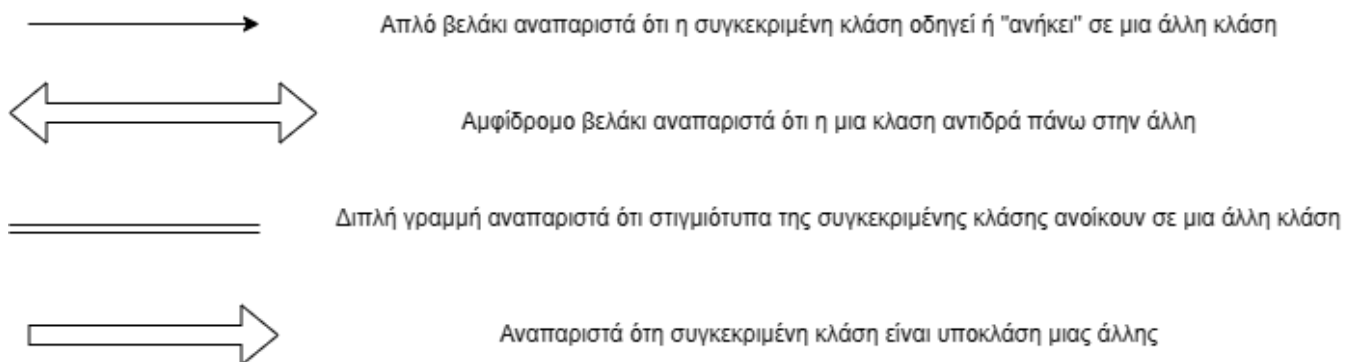 Απλό βελάκι αναπαριστά ότι η συγκεκριμένη κλάση οδηγεί ή "ανήκει" σε μια άλλη κλάση
Αμφίδρομο βελάκι αναπαριστά ότι η μια κλαση αντιδρά πάνω στην άλλη
Διπλή γραμμή αναπαριστά ότι στιγμιότυπα της συγκεκριμένης κλάσης ανοίκουν σε μια άλλη κλάση
Αναπαριστά ότη συγκεκριμένη κλάση είναι υποκλάση μιας άλλης